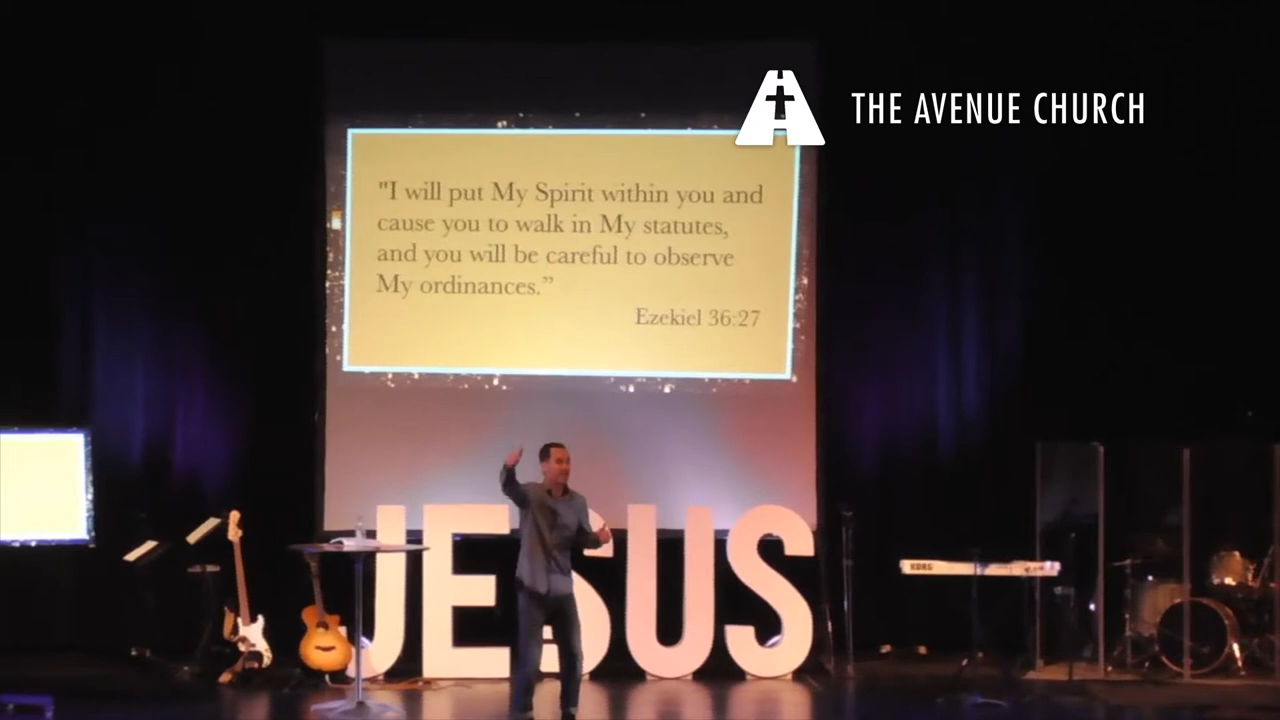 THE AVENUE CHURCH
"I will put My Spirit within you and
cause you to walk in My statutes,
and you will be careful to observe
My ordinances.”
Ezekiel 36:27
JESUS
KORG